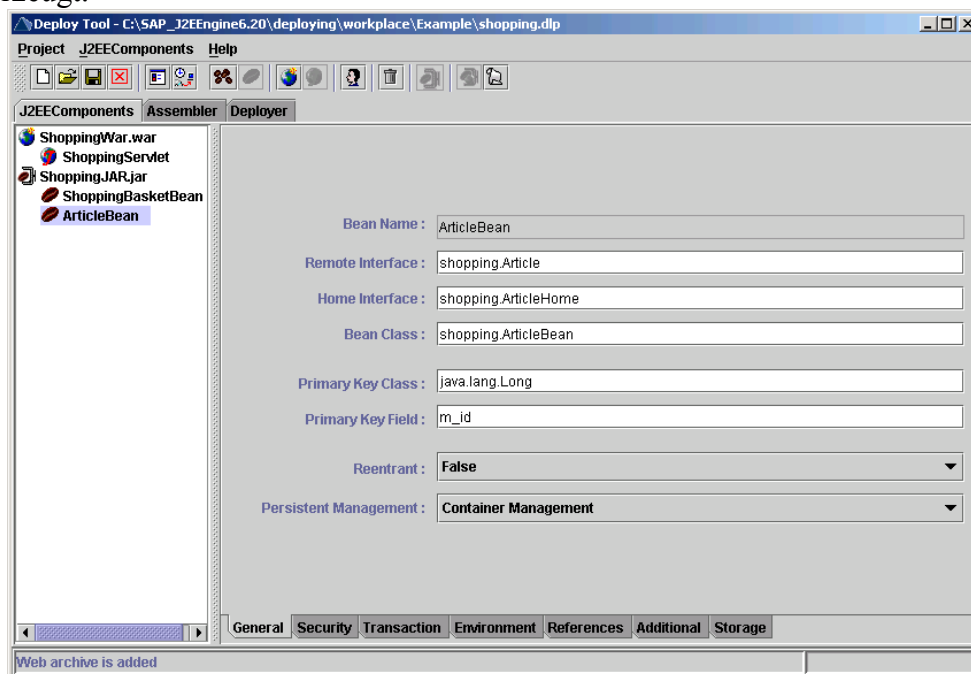 Deploy Tool - C:\SAP_J2EEngine6.20\deploying\workplace\Example\shopping.dlp
Project J2EEComponents Help
J2EEComponents Assembler Deployer
ShoppingWar.war
ShoppingServlet
ShoppingJAR.jar
ShoppingBasketBean
ArticleBean
Bean Name : ArticleBean
Remote Interface : shopping.Article
Home Interface : shopping.ArticleHome
Bean Class : shopping.ArticleBean
Primary Key Class : java.lang.Long
Primary Key Field : m_id
Reentrant : False
Persistent Management : Container Management
General Security Transaction Environment References Additional Storage
Web archive is added